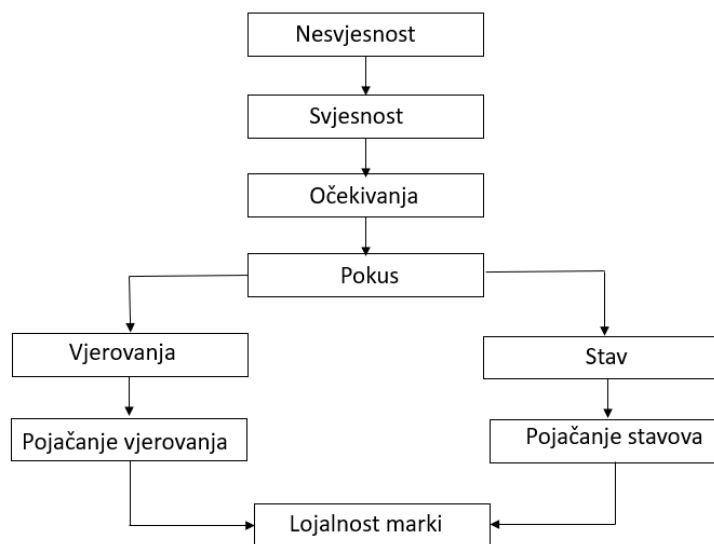 Nesvjesnost
Svjesnost
Očekivanja
Pokus
Vjerovanja
Stav
Pojačanje vjerovanja
Pojačanje stavova
Lojalnost marki